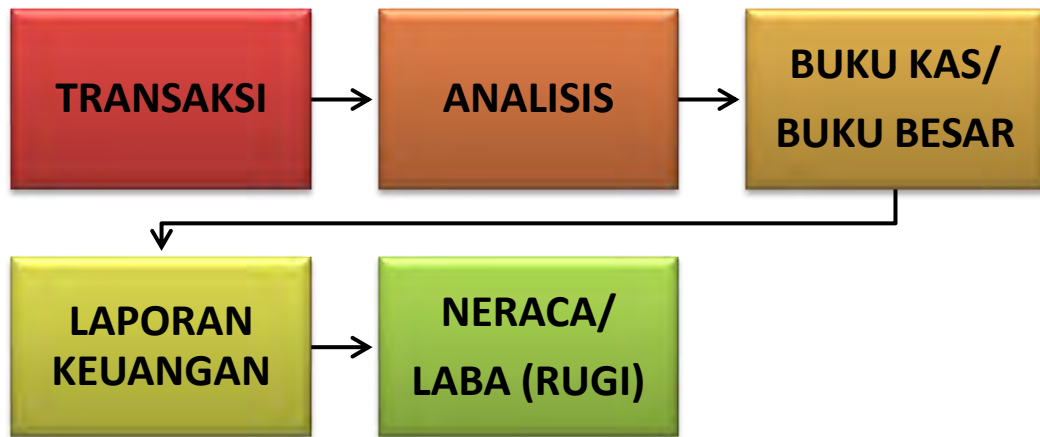 TRANSAKSI
ANALISIS
BUKU KAS/
BUKU BESAR
LAPORAN
KEUANGAN
NERACA/
LABA (RUGI)